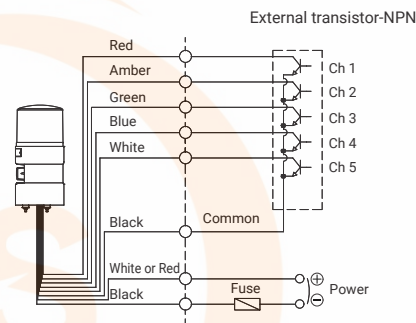 External transistor-NPN
Red
Amber
Green
Blue
White
Ch 1
Ch 2
Ch 3
Ch 4
Ch 5
Black
Common
White or Red
Black
Fuse
⊕
⊖
Power